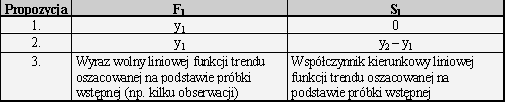 Propozycja F₁ S₁
1. y₁ 0
2. y₁ y₂ – y₁
3. Wyraz wolny liniowej funkcji trendu oszacowanej na podstawie próbki wstępnej (np. kilku obserwacji) Współczynnik kierunkowy liniowej funkcji trendu oszacowanej na podstawie próbki wstępnej